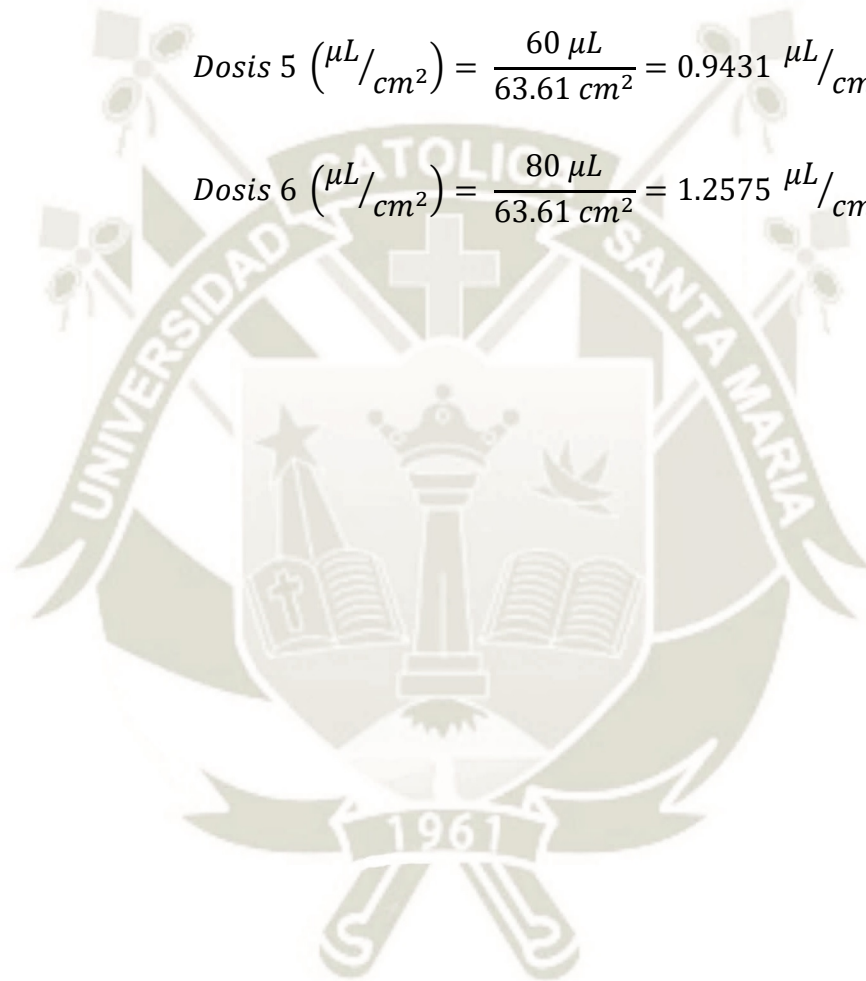 Dosis 5 (μL/cm²) = 60 μL / 63.61 cm² = 0.9431 μL/cm
Dosis 6 (μL/cm²) = 80 μL / 63.61 cm² = 1.2575 μL/cm
UNIVERSIDAD CATOLICA SANTA MARIA
1961